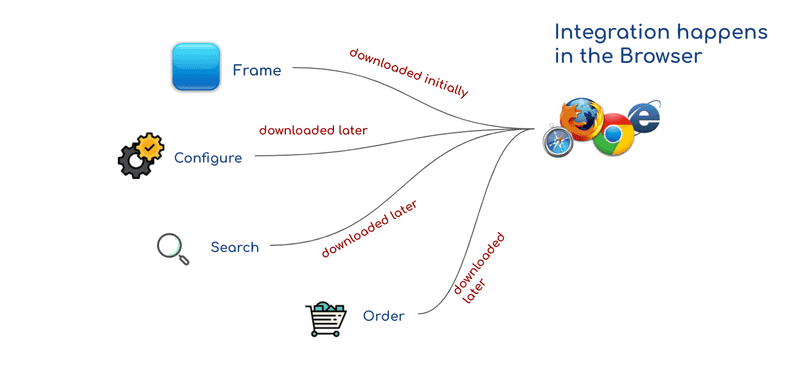 Integration happens
in the Browser
Frame
downloaded initially
Configure
downloaded later
Search
downloaded later
Order
downloaded
later